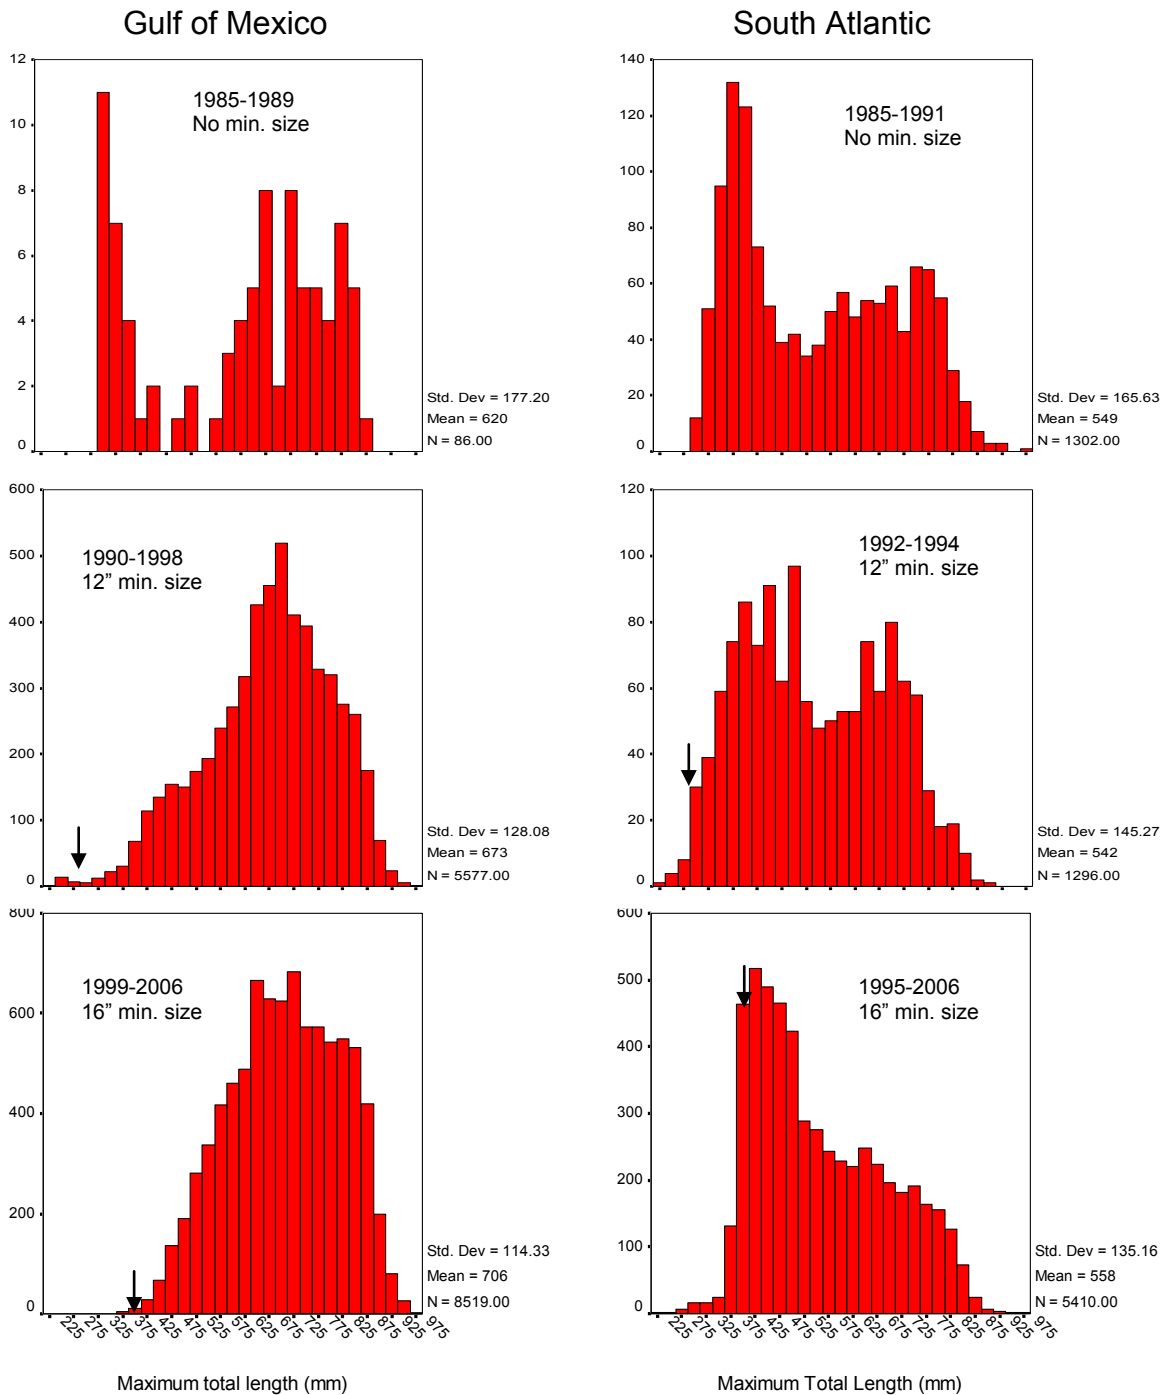 Gulf of Mexico
South Atlantic
12
10
8
6
4
2
0
1985-1989
No min. size
Std. Dev = 177.20
Mean = 620
N = 86.00
140
120
100
80
60
40
20
0
1985-1991
No min. size
Std. Dev = 165.63
Mean = 549
N = 1302.00
600
500
400
300
200
100
0
1990-1998
12” min. size
Std. Dev = 128.08
Mean = 673
N = 5577.00
120
100
80
60
40
20
0
1992-1994
12” min. size
Std. Dev = 145.27
Mean = 542
N = 1296.00
800
600
400
200
0
1999-2006
16” min. size
Std. Dev = 114.33
Mean = 706
N = 8519.00
225 275 325 375 425 475 525 575 625 675 725 775 825 875 925 975
Maximum total length (mm)
600
500
400
300
200
100
0
1995-2006
16” min. size
Std. Dev = 135.16
Mean = 558
N = 5410.00
225 275 325 375 425 475 525 575 625 675 725 775 825 875 925 975
Maximum Total Length (mm)